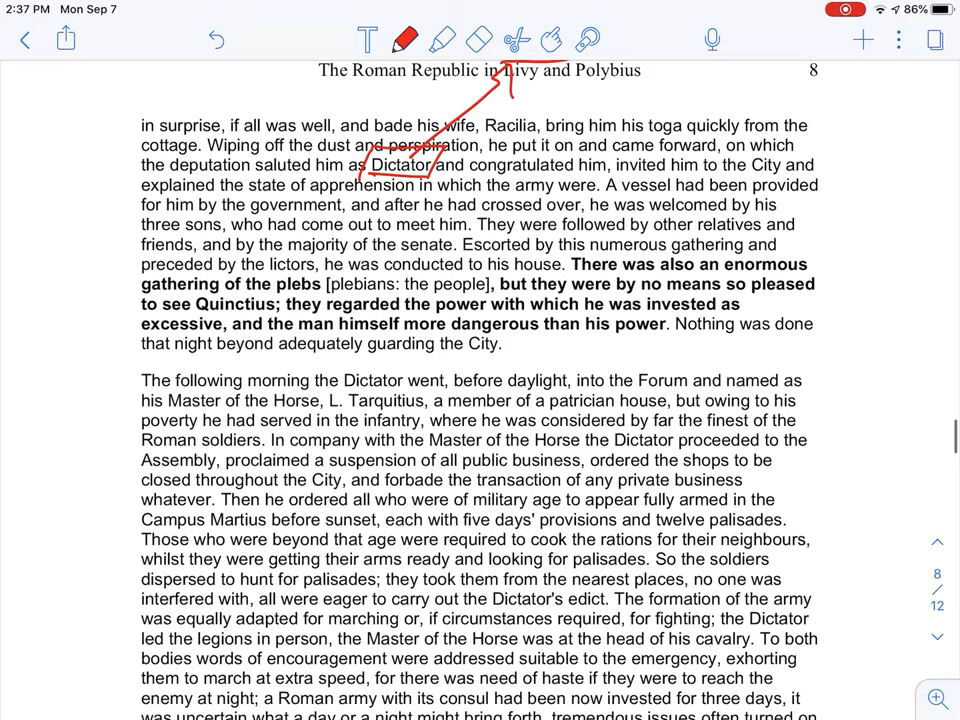 2:37 PM Mon Sep 7
86%
T
The Roman Republic in Livy and Polybius 8
in surprise, if all was well, and bade his wife, Racilia, bring him his toga quickly from the
cottage. Wiping off the dust and perspiration, he put it on and came forward, on which
the deputation saluted him as Dictator and congratulated him, invited him to the City and
explained the state of apprehension in which the army were. A vessel had been provided
for him by the government, and after he had crossed over, he was welcomed by his
three sons, who had come out to meet him. They were followed by other relatives and
friends, and by the majority of the senate. Escorted by this numerous gathering and
preceded by the lictors, he was conducted to his house. There was also an enormous
gathering of the plebs [plebians: the people], but they were by no means so pleased
to see Quinctius; they regarded the power with which he was invested as
excessive, and the man himself more dangerous than his power. Nothing was done
that night beyond adequately guarding the City.
The following morning the Dictator went, before daylight, into the Forum and named as
his Master of the Horse, L. Tarquitius, a member of a patrician house, but owing to his
poverty he had served in the infantry, where he was considered by far the finest of the
Roman soldiers. In company with the Master of the Horse the Dictator proceeded to the
Assembly, proclaimed a suspension of all public business, ordered the shops to be
closed throughout the City, and forbade the transaction of any private business
whatever. Then he ordered all who were of military age to appear fully armed in the
Campus Martius before sunset, each with five days' provisions and twelve palisades.
Those who were beyond that age were required to cook the rations for their neighbours,
whilst they were getting their arms ready and looking for palisades. So the soldiers
dispersed to hunt for palisades; they took them from the nearest places, no one was
interfered with, all were eager to carry out the Dictator's edict. The formation of the army
was equally adapted for marching or, if circumstances required, for fighting; the Dictator
led the legions in person, the Master of the Horse was at the head of his cavalry. To both
bodies words of encouragement were addressed suitable to the emergency, exhorting
them to march at extra speed, for there was need of haste if they were to reach the
enemy at night; a Roman army with its consul had been now invested for three days, it
was uncertain what a day or a night might bring forth, tremendous issues often turned on
8
/
12